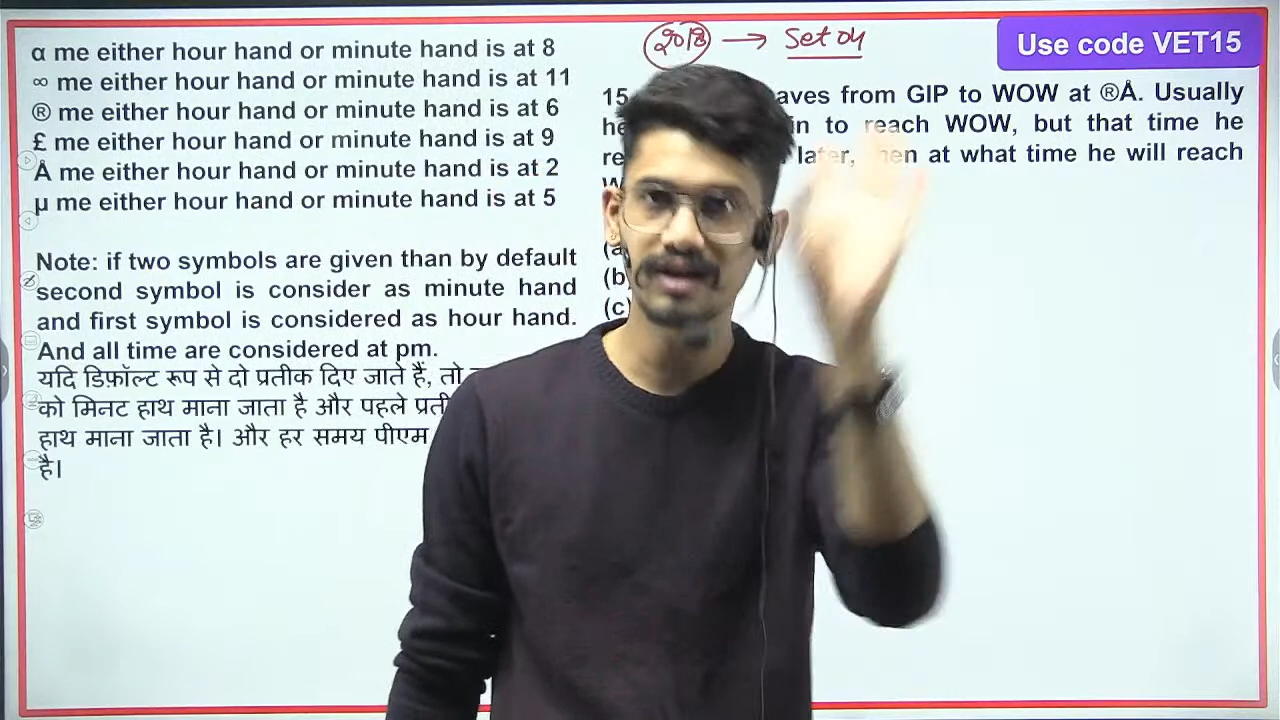 α me either hour hand or minute hand is at 8
∞ me either hour hand or minute hand is at 11
® me either hour hand or minute hand is at 6
£ me either hour hand or minute hand is at 9
Å me either hour hand or minute hand is at 2
μ me either hour hand or minute hand is at 5
Note: if two symbols are given than by default
second symbol is consider as minute hand
and first symbol is considered as hour hand.
And all time are considered at pm.
यदि डिफ़ॉल्ट रूप से दो प्रतीक दिए जाते हैं, तो
को मिनट हाथ माना जाता है और पहले
हाथ माना जाता है। और हर समय पीएम
है।
2018 → Set 04
Use code VET15
15 from GIP to WOW at ®Å. Usually
he to reach WOW, but that time he
later, then at what time he will reach
(a
(b
(c